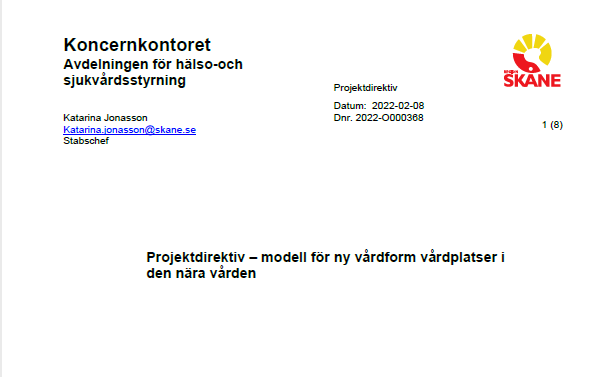 Koncernkontoret
Avdelningen för hälso-och
sjukvårdsstyrning
REGION
SKÅNE
Projektdirektiv
Datum: 2022-02-08
Dnr. 2022-O000368
1 (8)
Katarina Jonasson
Katarina.jonasson@skane.se
Stabschef
Projektdirektiv – modell för ny vårdform vårdplatser i
den nära vården